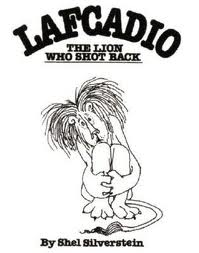 LAFCADIO
THE LION
WHO SHOT BACK
By Shel Silverstein